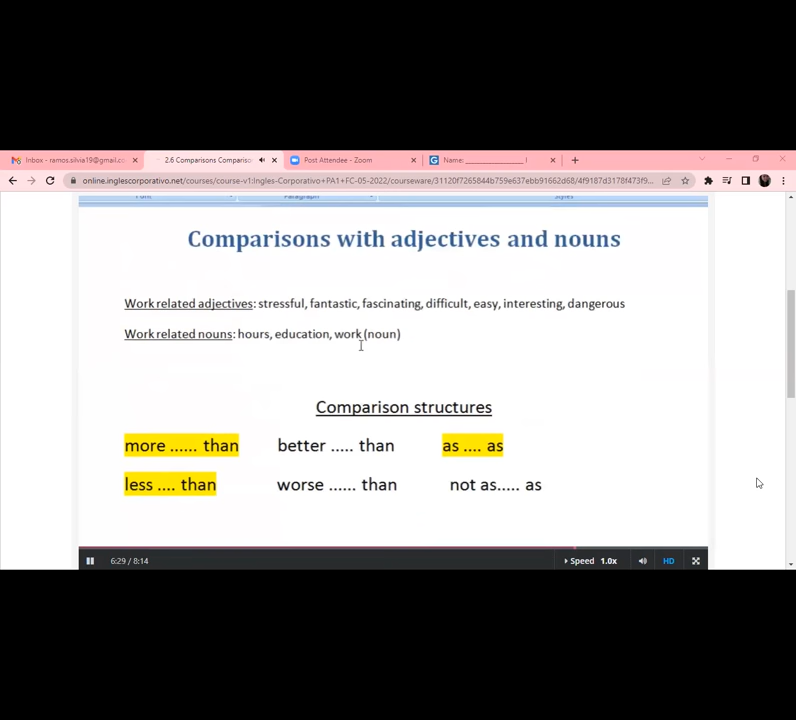 Inbox - ramos.silvia19@gmail.co
2.6 Comparisons Comparison
Post Attendee - Zoom
Name: ________________ I
online.inglescorporativo.net/courses/course-v1:Ingles-Corporativo+PA1+FC-05-2022/courseware/31120f7265844b759e637ebb91662d68/4f9187d3178f473f9...
Font Paragraph Styles
Comparisons with adjectives and nouns
Work related adjectives: stressful, fantastic, fascinating, difficult, easy, interesting, dangerous
Work related nouns: hours, education, work (noun)
Comparison structures
more ...... than better ..... than as .... as
less .... than worse ...... than not as..... as
6:29 / 8:14 Speed 1.0x HD